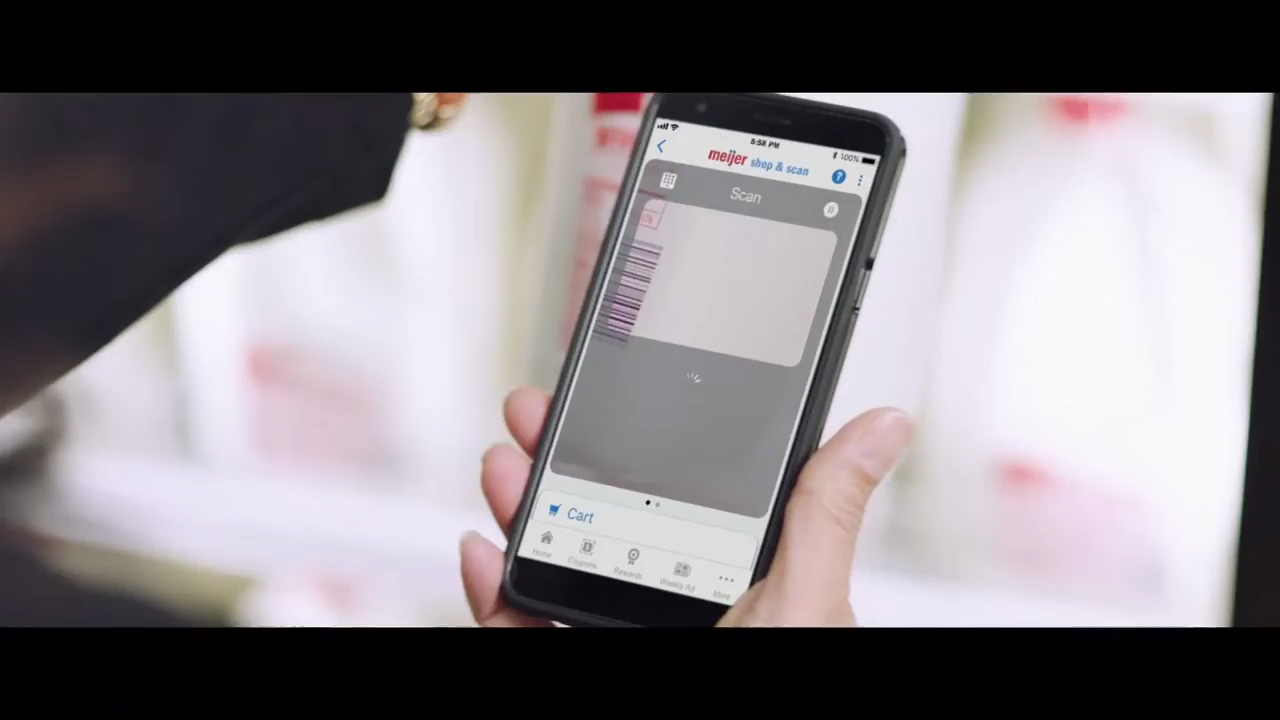 5:58 PM
100%
meijer shop & scan
?
Scan
Cart
Home
Coupons
Rewards
Weekly Ad
More